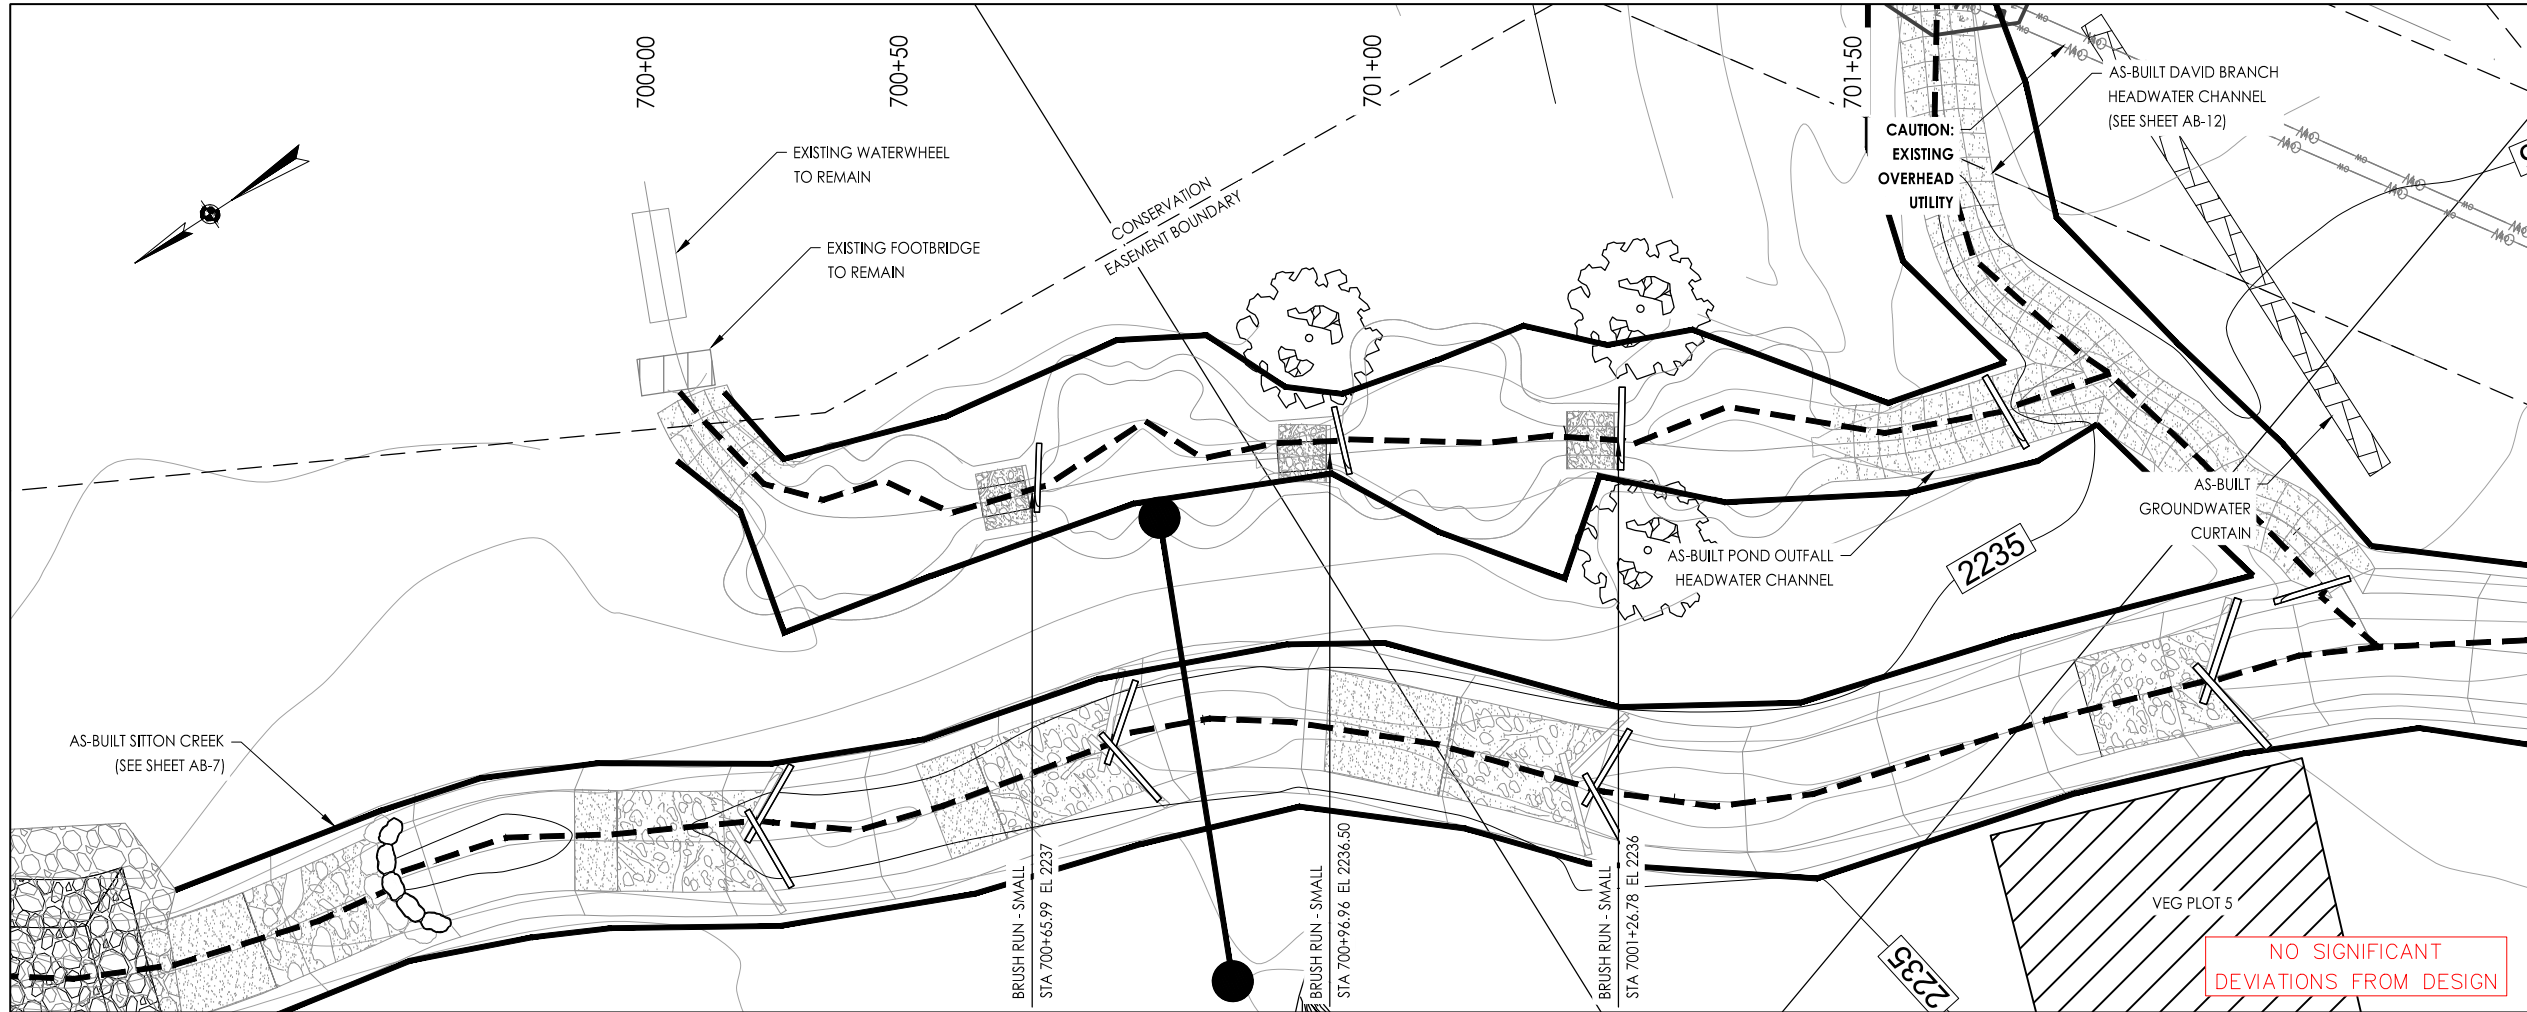 700+00
700+50
701+00
701+50
EXISTING WATERWHEEL
TO REMAIN
EXISTING FOOTBRIDGE
TO REMAIN
CONSERVATION
EASEMENT BOUNDARY
CAUTION:
EXISTING
OVERHEAD
UTILITY
AS-BUILT DAVID BRANCH
HEADWATER CHANNEL
(SEE SHEET AB-12)
AS-BUILT
GROUNDWATER
CURTAIN
AS-BUILT POND OUTFALL
HEADWATER CHANNEL
2235
AS-BUILT SITTON CREEK
(SEE SHEET AB-7)
BRUSH RUN - SMALL
STA 700+65.99 EL 2237
BRUSH RUN - SMALL
STA 700+96.96 EL 2236.50
BRUSH RUN - SMALL
STA 7001+26.78 EL 2236
2235
VEG PLOT 5
NO SIGNIFICANT
DEVIATIONS FROM DESIGN